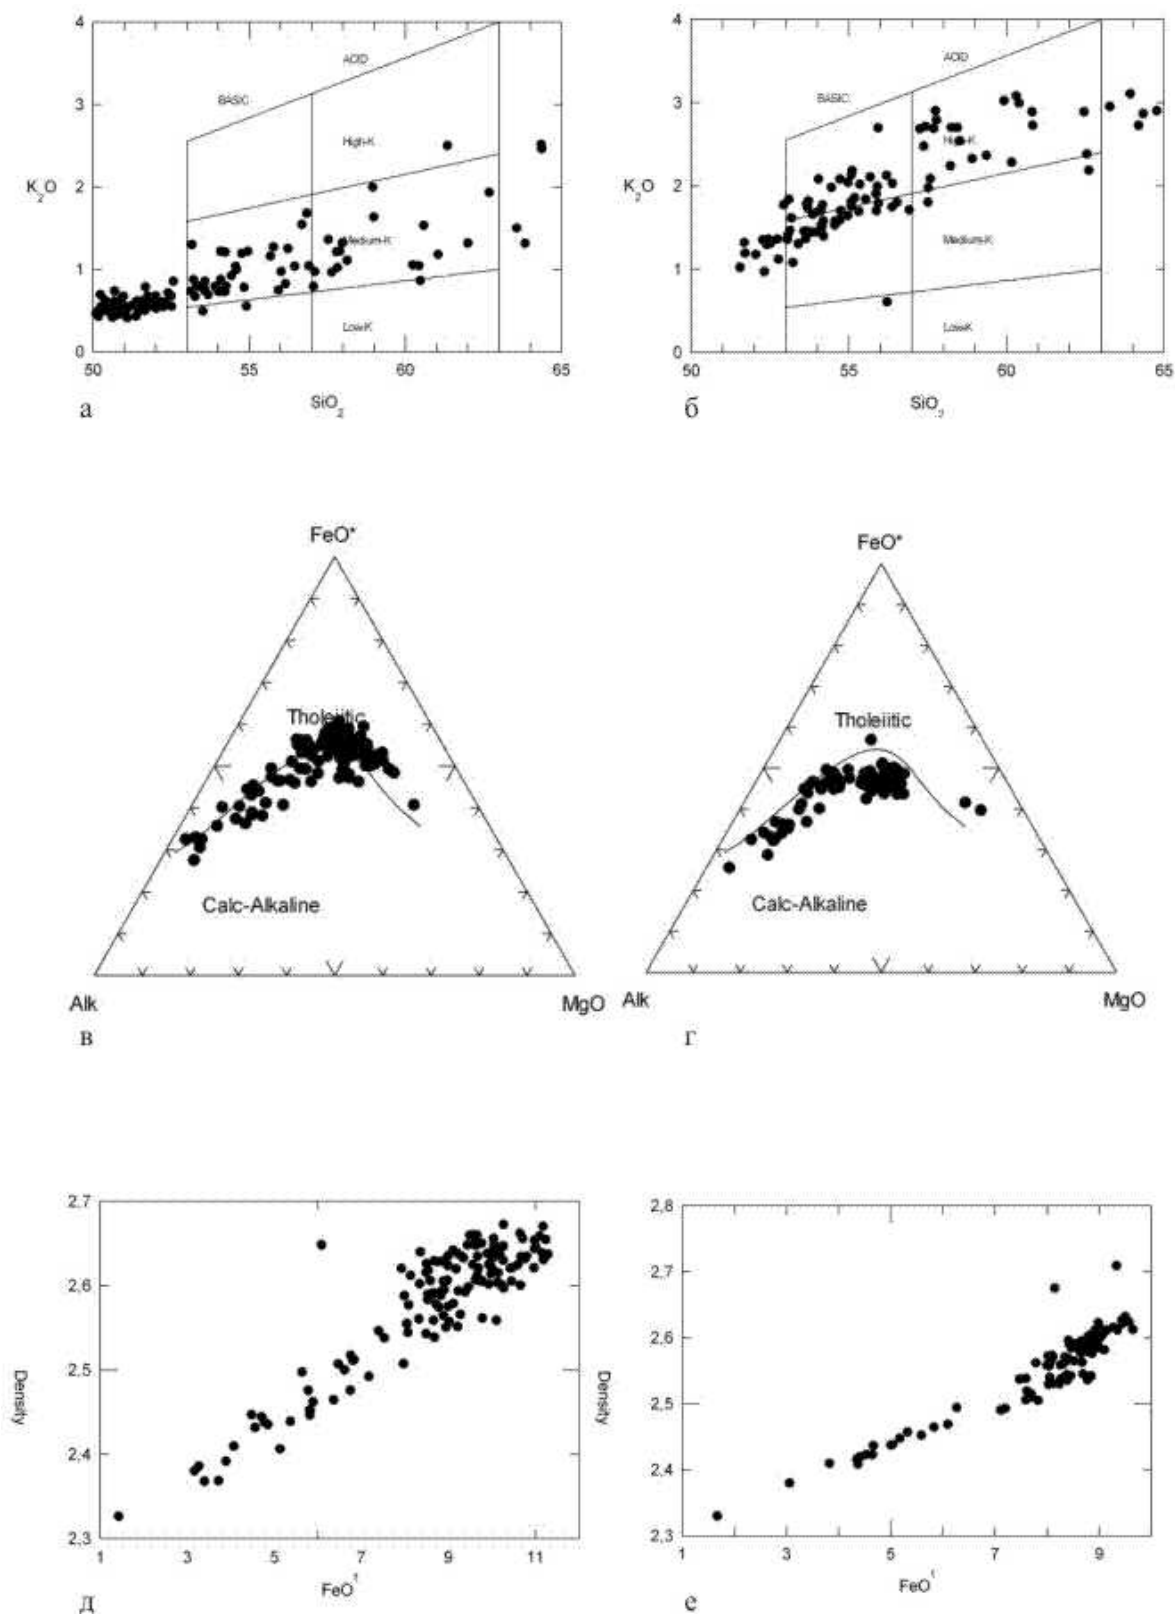 4
3
2
1
0
K₂O
ACID
BASIC
High-K
Medium-K
Low-K
50
55
60
65
SiO₂
а
4
3
2
1
0
K₂O
ACID
BASIC
High-K
Medium-K
Low-K
50
55
60
65
SiO₂
б
FeO*
Tholeiitic
Calc-Alkaline
Alk
MgO
в
FeO*
Tholeiitic
Calc-Alkaline
Alk
MgO
г
2,7
2,6
2,5
2,4
2,3
Density
1
3
5
7
9
11
FeO¹
д
2,8
2,7
2,6
2,5
2,4
2,3
Density
1
3
5
7
9
FeO¹
е